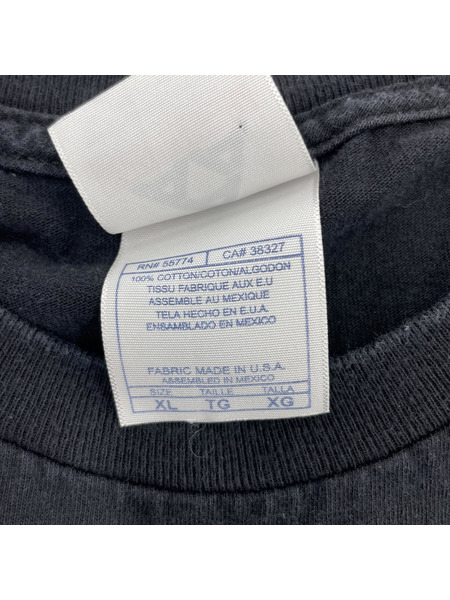 RN# 55774 CA# 38327
100% COTTON/COTON/ALGODON
TISSU FABRIQUE AUX E.U
ASSEMBLE AU MEXIQUE
TELA HECHO EN E.U.A.
ENSAMBLADO EN MEXICO
FABRIC MADE IN U.S.A.
ASSEMBLED IN MEXICO
SIZE TAILLE TALLA
XL TG XG